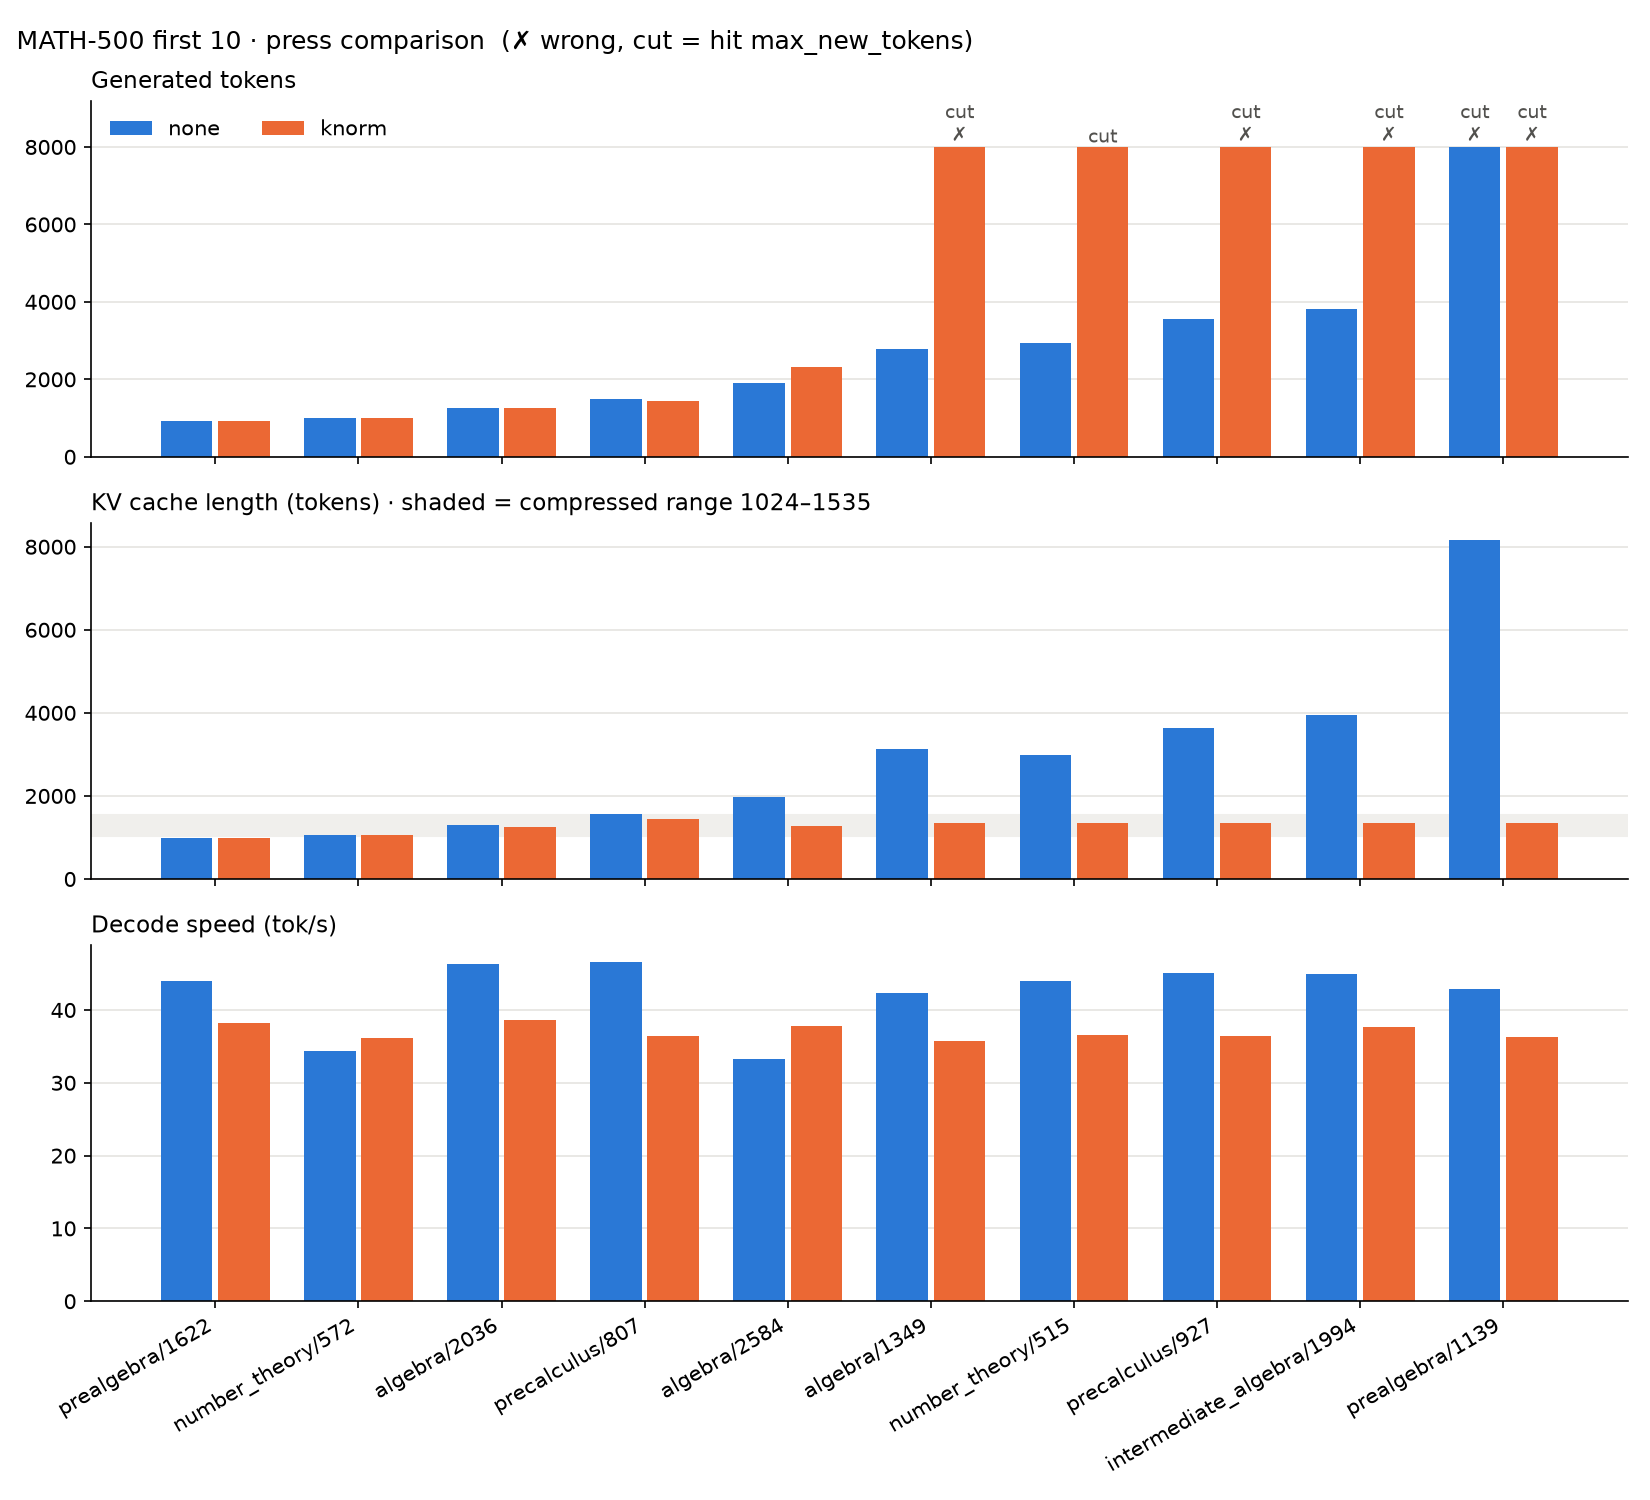 MATH-500 first 10 · press comparison  (✗ wrong, cut = hit max_new_tokens)
Generated tokens
none knorm
cut cut cut cut cut cut
✗ ✗ ✗ ✗ ✗
8000
6000
4000
2000
0
KV cache length (tokens) · shaded = compressed range 1024–1535
8000
6000
4000
2000
0
Decode speed (tok/s)
40
30
20
10
0
prealgebra/1622
number_theory/572
algebra/2036
precalculus/807
algebra/2584
algebra/1349
number_theory/515
precalculus/927
intermediate_algebra/1994
prealgebra/1139